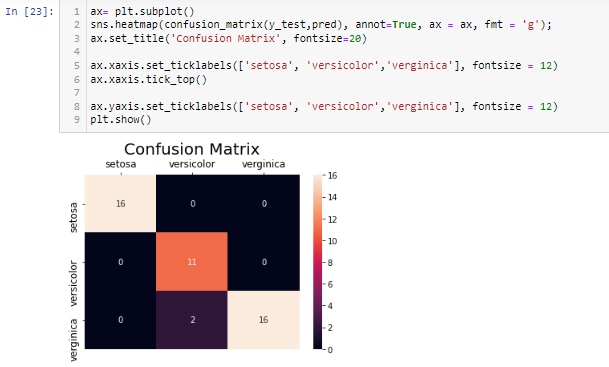 In [23]:
1 ax= plt.subplot()
2 sns.heatmap(confusion_matrix(y_test,pred), annot=True, ax = ax, fmt = 'g');
3 ax.set_title('Confusion Matrix', fontsize=20)
4
5 ax.xaxis.set_ticklabels(['setosa', 'versicolor','verginica'], fontsize = 12)
6 ax.xaxis.tick_top()
7
8 ax.yaxis.set_ticklabels(['setosa', 'versicolor','verginica'], fontsize = 12)
9 plt.show()
Confusion Matrix
setosa versicolor verginica
setosa 16 0 0
versicolor 0 11 0
verginica 0 2 16
16
14
12
10
8
6
4
2
0